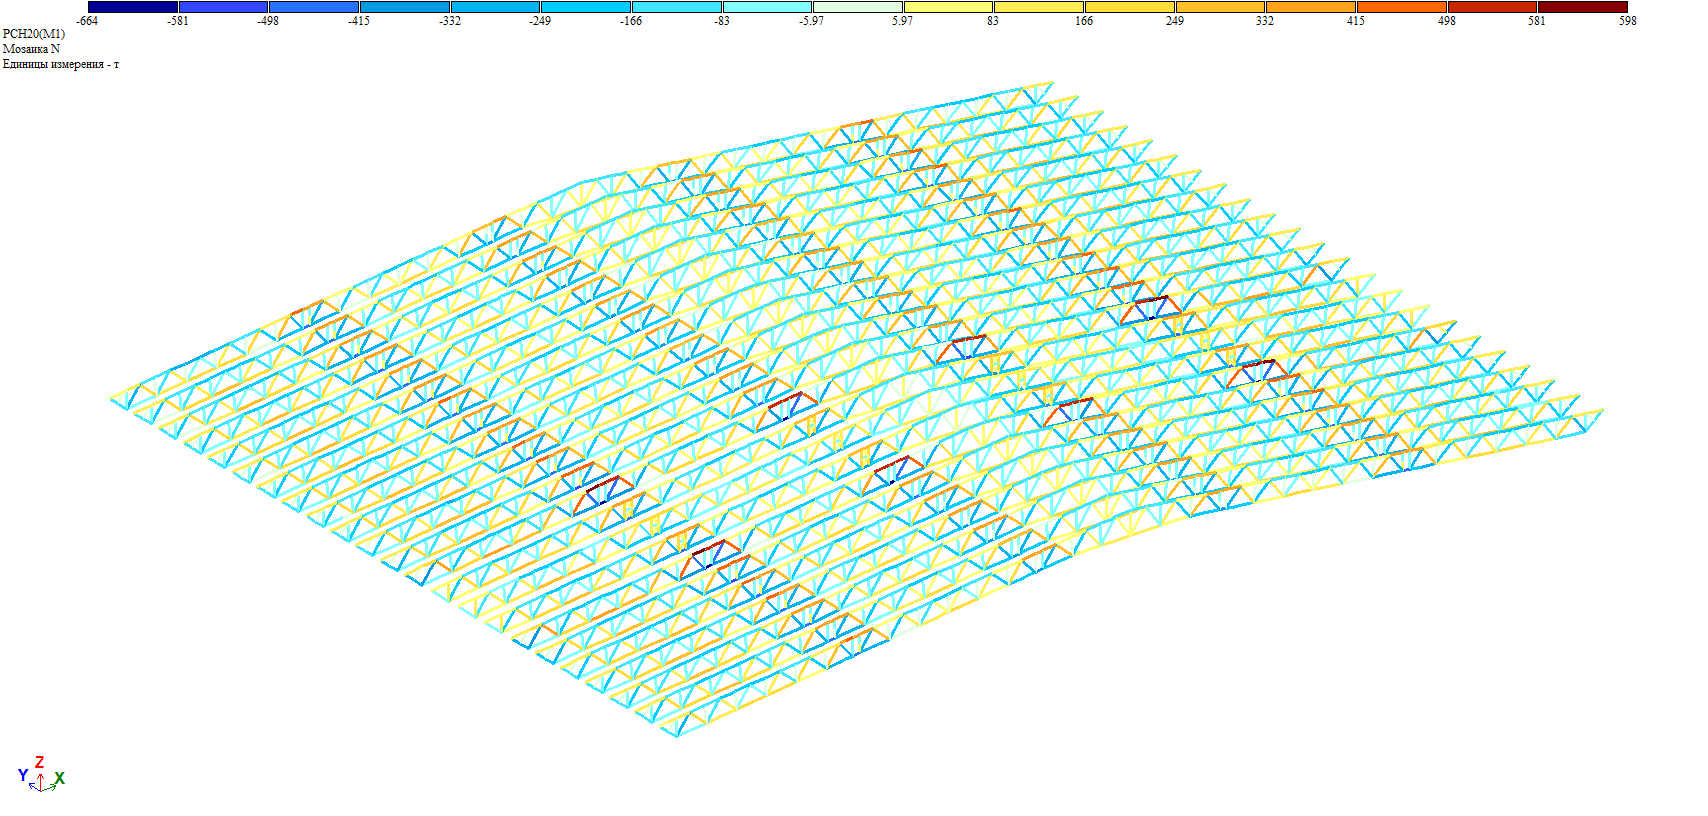 -664 -581 -498 -415 -332 -249 -166 -83 -5.97 5.97 83 166 249 332 415 498 581 598
РСН20(М1)
Мозаика N
Единицы измерения - т
Z
Y X